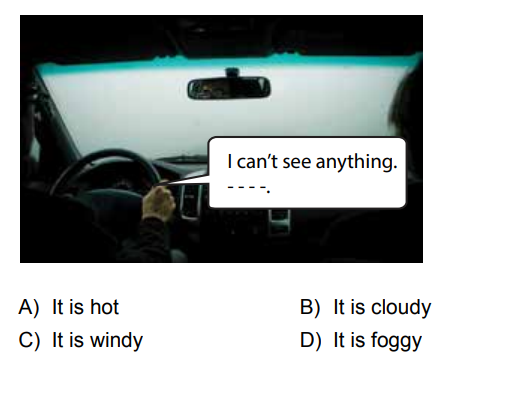 I can't see anything.
----.
A) It is hot
B) It is cloudy
C) It is windy
D) It is foggy